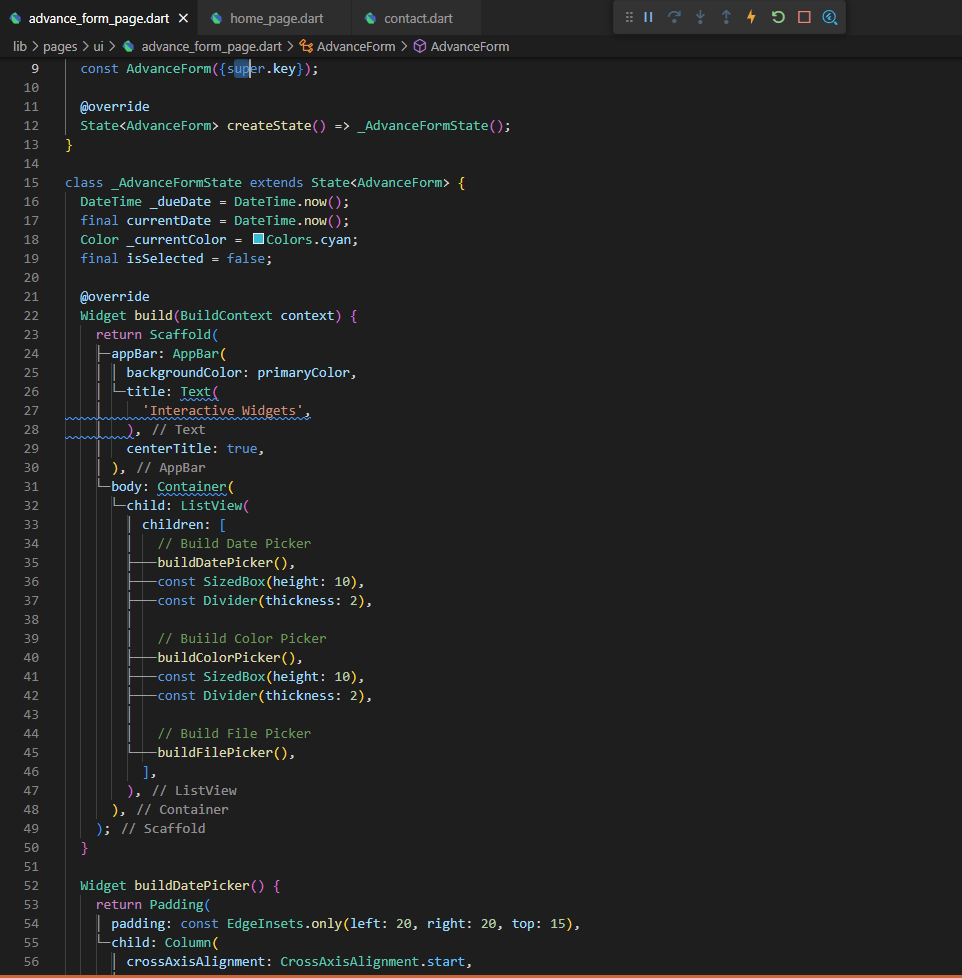 advance_form_page.dart
home_page.dart
contact.dart
lib > pages > ui > advance_form_page.dart > AdvanceForm > AdvanceForm
9 const AdvanceForm({super.key});
10
11 @override
12 State<AdvanceForm> createState() => _AdvanceFormState();
13 }
14
15 class _AdvanceFormState extends State<AdvanceForm> {
16 DateTime _dueDate = DateTime.now();
17 final currentDate = DateTime.now();
18 Color _currentColor = Colors.cyan;
19 final isSelected = false;
20
21 @override
22 Widget build(BuildContext context) {
23 return Scaffold(
24 appBar: AppBar(
25 backgroundColor: primaryColor,
26 title: Text(
27 'Interactive Widgets',
28 ), // Text
29 centerTitle: true,
30 ), // AppBar
31 body: Container(
32 child: ListView(
33 children: [
34 // Build Date Picker
35 buildDatePicker(),
36 const SizedBox(height: 10),
37 const Divider(thickness: 2),
38
39 // Buiild Color Picker
40 buildColorPicker(),
41 const SizedBox(height: 10),
42 const Divider(thickness: 2),
43
44 // Build File Picker
45 buildFilePicker(),
46 ],
47 ), // ListView
48 ), // Container
49 ); // Scaffold
50 }
51
52 Widget buildDatePicker() {
53 return Padding(
54 padding: const EdgeInsets.only(left: 20, right: 20, top: 15),
55 child: Column(
56 crossAxisAlignment: CrossAxisAlignment.start,